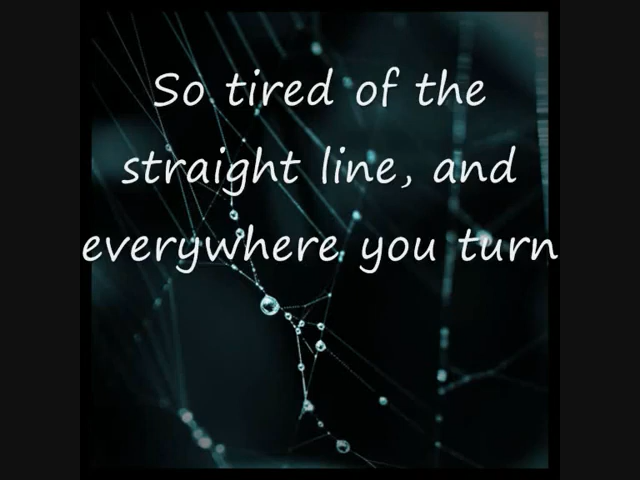 So tired of the
straight line, and
everywhere you turn